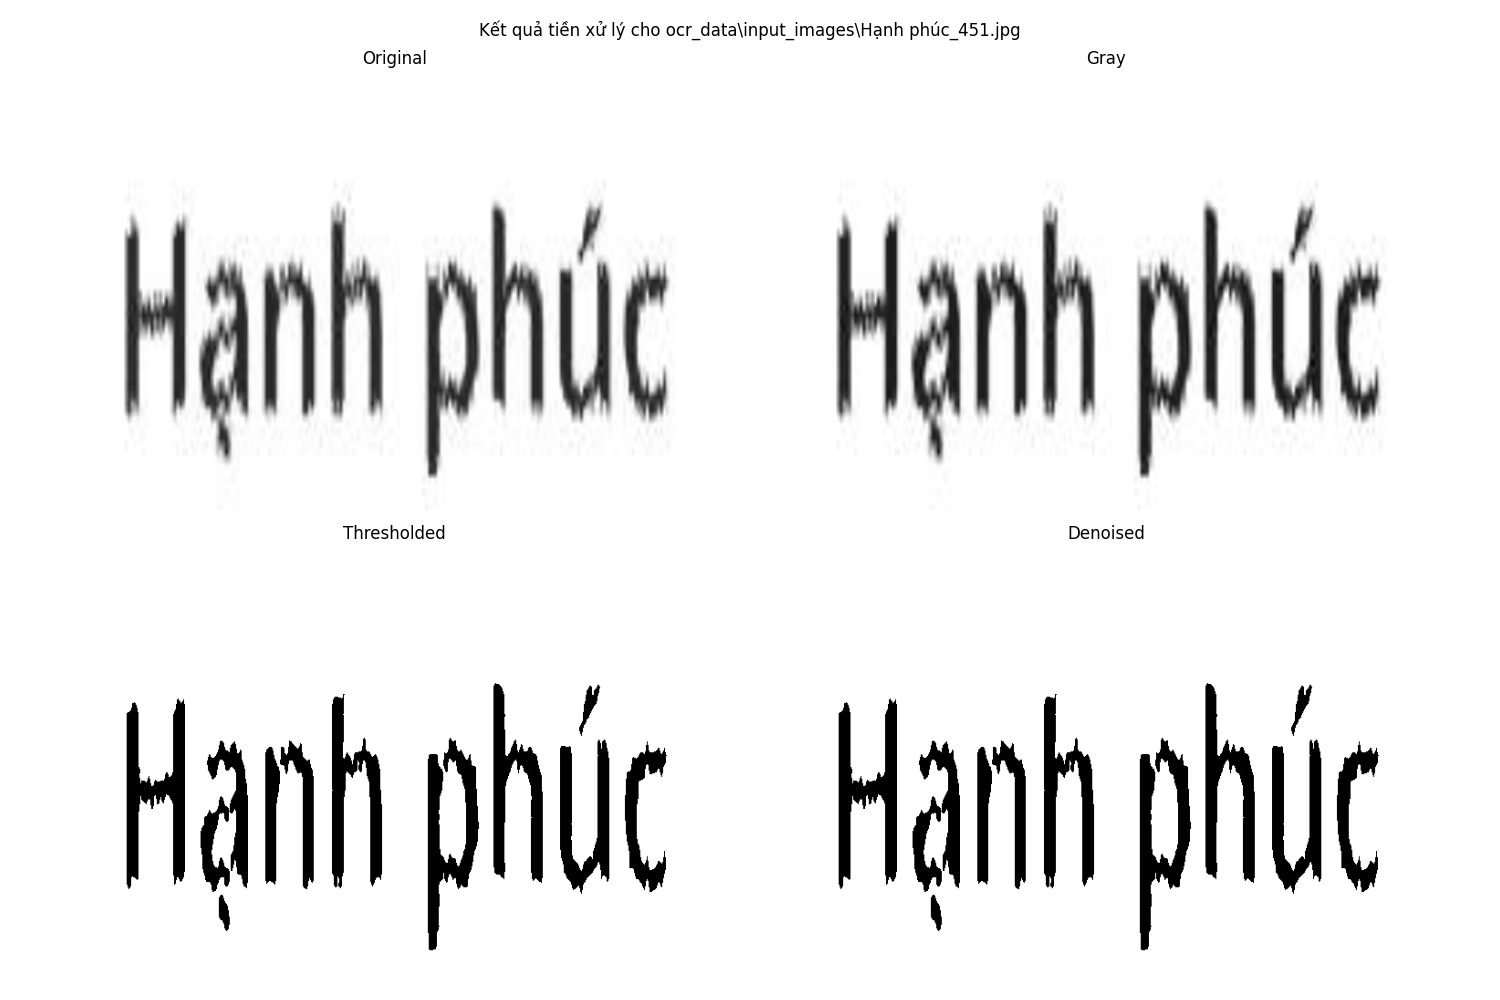 Kết quả tiền xử lý cho ocr_data\input_images\Hạnh phúc_451.jpg
Original
Gray
Hạnh phúc
Hạnh phúc
Thresholded
Denoised
Hạnh phúc
Hạnh phúc